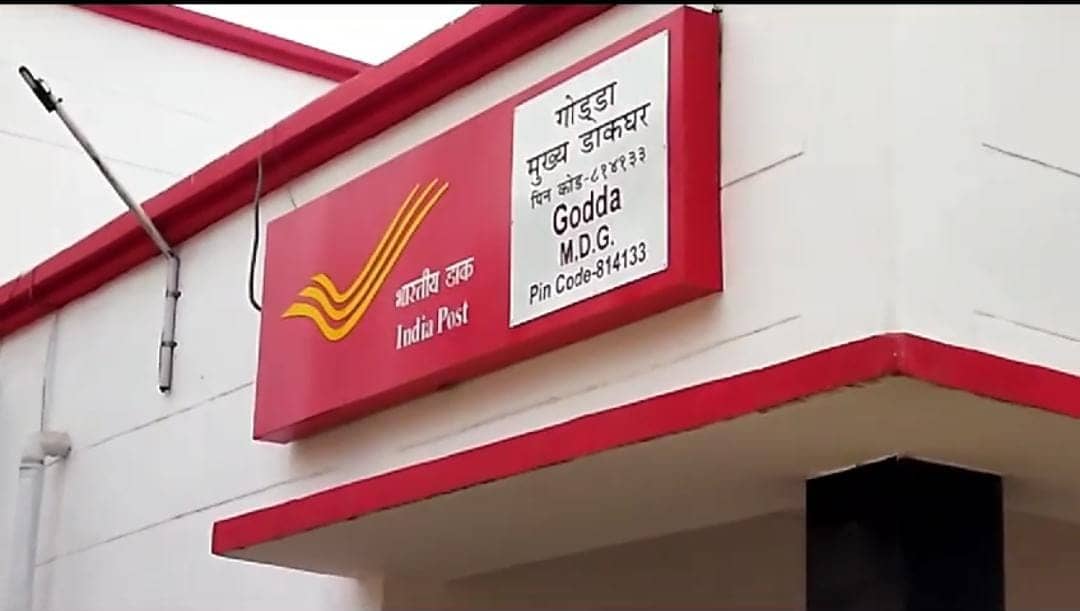 भारतीय डाक
India Post
गोड्डा
मुख्य डाकघर
पिन कोड-८१४१३३
Godda
M.D.G.
Pin Code-814133